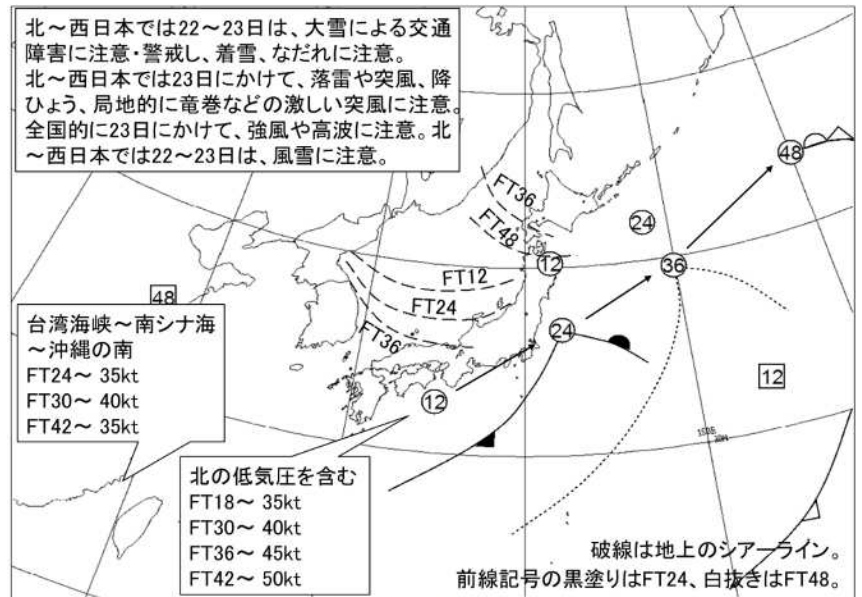 北～西日本では22～23日は、大雪による交通
障害に注意・警戒し、着雪、なだれに注意。
北～西日本では23日にかけて、落雷や突風、降
ひょう、局地的に竜巻などの激しい突風に注意。
全国的に23日にかけて、強風や高波に注意。北
～西日本では22～23日は、風雪に注意。
48
FT36
24
FT48
12
36
FT12
48
FT24
24
FT36
台湾海峡～南シナ海
～沖縄の南
FT24～ 35kt
FT30～ 40kt
FT42～ 35kt
12
12
150E
30N
北の低気圧を含む
FT18～ 35kt
FT30～ 40kt
FT36～ 45kt
FT42～ 50kt
破線は地上のシアーライン。
前線記号の黒塗りはFT24、白抜きはFT48。